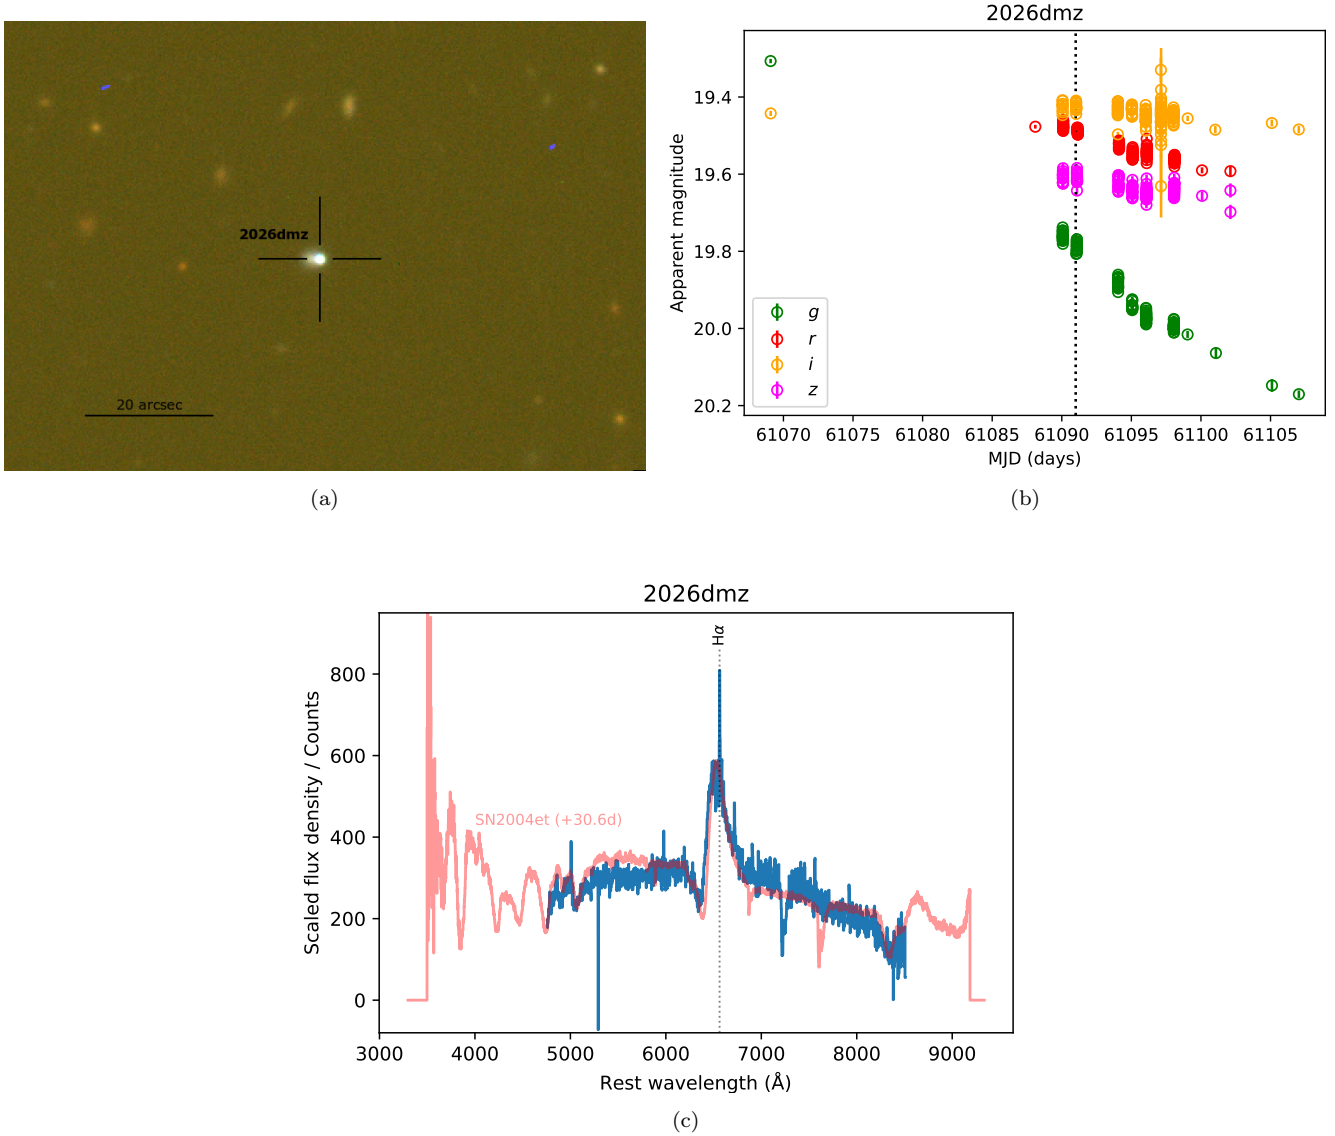 2026dmz
20 arcsec
(a)
2026dmz
Apparent magnitude
19.4
19.6
19.8
20.0
20.2
g
r
i
z
61070 61075 61080 61085 61090 61095 61100 61105
MJD (days)
(b)
2026dmz
Hα
SN2004et (+30.6d)
Scaled flux density / Counts
800
600
400
200
0
3000 4000 5000 6000 7000 8000 9000
Rest wavelength (Å)
(c)